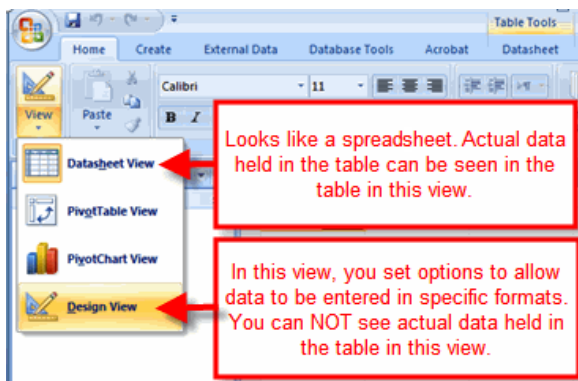 Table Tools
Home Create External Data Database Tools Acrobat Datasheet
Calibri 11
View Paste B I
Looks like a spreadsheet. Actual data
held in the table can be seen in the
table in this view.
Datasheet View
PivotTable View
PivotChart View
Design View
In this view, you set options to allow
data to be entered in specific formats.
You can NOT see actual data held in
the table in this view.